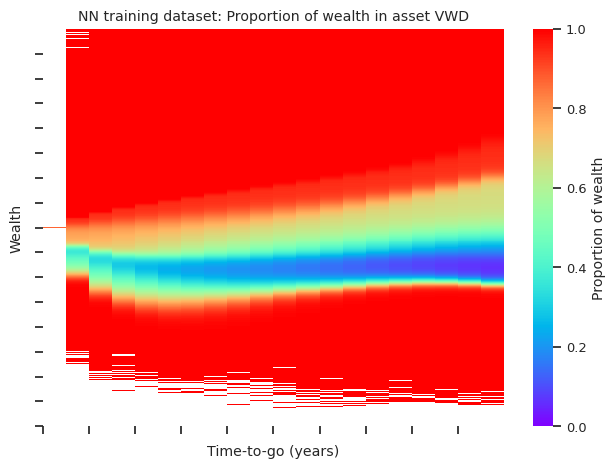 NN training dataset: Proportion of wealth in asset VWD
Wealth
Time-to-go (years)
1.0
0.8
0.6
0.4
0.2
0.0
Proportion of wealth